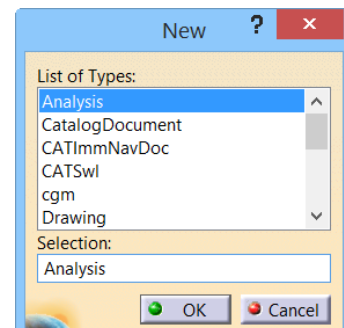 New ? ×
List of Types:
Analysis
CatalogDocument
CATImmNavDoc
CATSwl
cgm
Drawing
Selection:
Analysis
OK Cancel